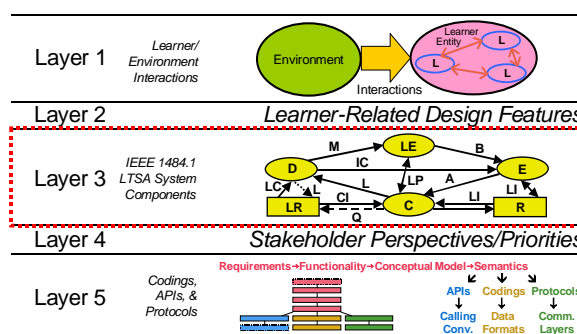 Layer 1
Learner/
Environment
Interactions
Environment
Interactions
Learner
Entity
L
L
L
Layer 2
Learner-Related Design Features
Layer 3
IEEE 1484.1
LTSA System
Components
LE
M
B
D
IC
E
LC
L
L
LP
A
LI
CI
LI
LR
C
R
Q
Layer 4
Stakeholder Perspectives/Priorities
Layer 5
Codings,
APIs, &
Protocols
Requirements→Functionality→Conceptual Model→Semantics
APIs
Codings
Protocols
Calling
Conv.
Data
Formats
Comm.
Layers